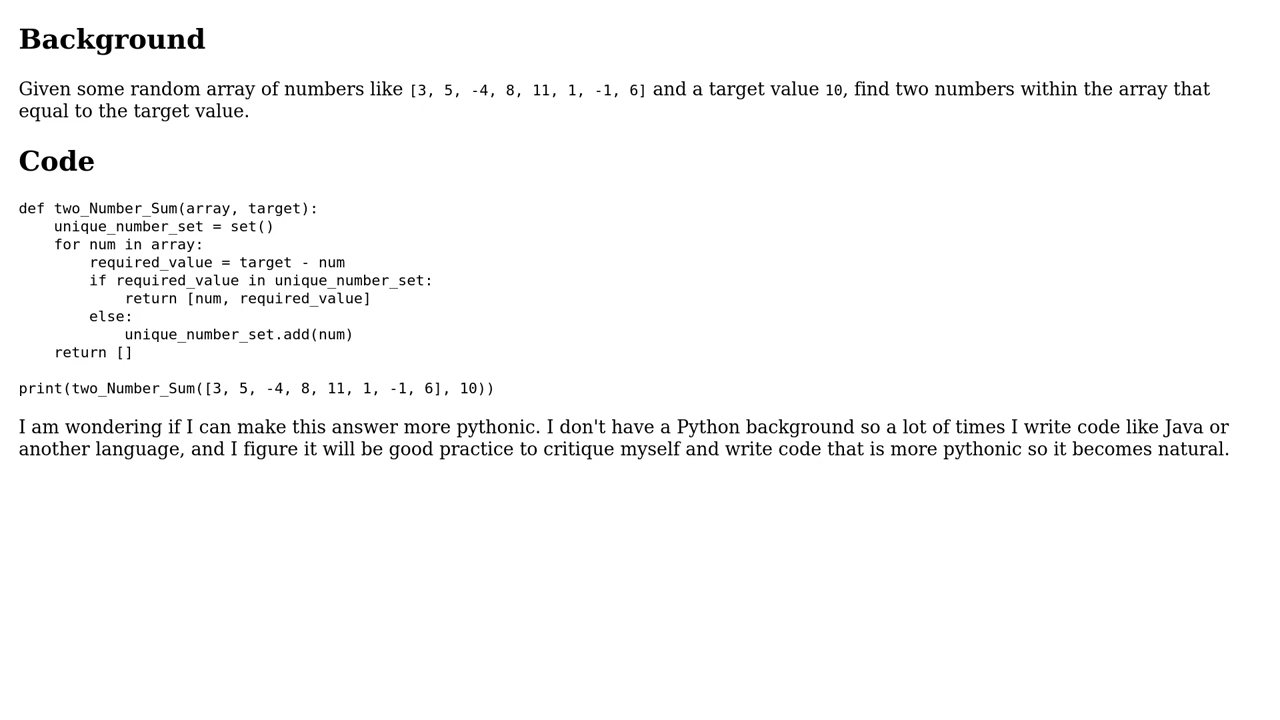 Background
Given some random array of numbers like [3, 5, -4, 8, 11, 1, -1, 6] and a target value 10, find two numbers within the array that
equal to the target value.
Code
def two_Number_Sum(array, target):
    unique_number_set = set()
    for num in array:
        required_value = target - num
        if required_value in unique_number_set:
            return [num, required_value]
        else:
            unique_number_set.add(num)
    return []

print(two_Number_Sum([3, 5, -4, 8, 11, 1, -1, 6], 10))
I am wondering if I can make this answer more pythonic. I don't have a Python background so a lot of times I write code like Java or
another language, and I figure it will be good practice to critique myself and write code that is more pythonic so it becomes natural.